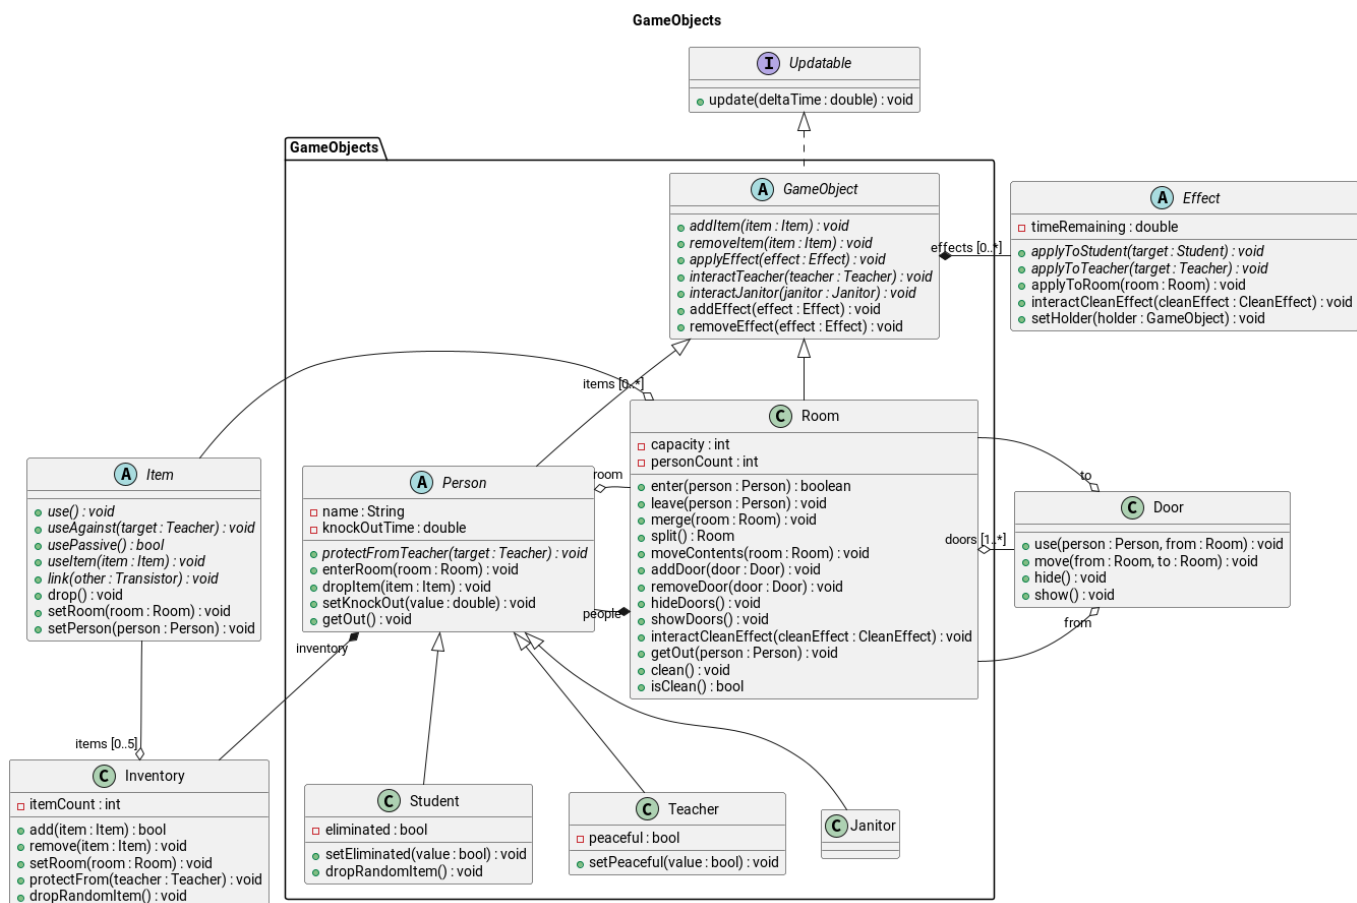 GameObjects
I Updatable
update(deltaTime : double) : void
GameObjects
A GameObject
addItem(item : Item) : void
removeItem(item : Item) : void
applyEffect(effect : Effect) : void
interactTeacher(teacher : Teacher) : void
interactJanitor(janitor : Janitor) : void
addEffect(effect : Effect) : void
removeEffect(effect : Effect) : void
effects [0..*]
A Effect
timeRemaining : double
applyToStudent(target : Student) : void
applyToTeacher(target : Teacher) : void
applyToRoom(room : Room) : void
interactCleanEffect(cleanEffect : CleanEffect) : void
setHolder(holder : GameObject) : void
items [0..*]
C Room
capacity : int
personCount : int
enter(person : Person) : boolean
leave(person : Person) : void
merge(room : Room) : void
split() : Room
moveContents(room : Room) : void
addDoor(door : Door) : void
removeDoor(door : Door) : void
hideDoors() : void
showDoors() : void
interactCleanEffect(cleanEffect : CleanEffect) : void
getOut(person : Person) : void
clean() : void
isClean() : bool
A Item
use() : void
useAgainst(target : Teacher) : void
usePassive() : bool
useItem(item : Item) : void
link(other : Transistor) : void
drop() : void
setRoom(room : Room) : void
setPerson(person : Person) : void
A Person
name : String
knockOutTime : double
protectFromTeacher(target : Teacher) : void
enterRoom(room : Room) : void
dropItem(item : Item) : void
setKnockOut(value : double) : void
getOut() : void
room
people
inventory
to
doors [1..*]
from
C Door
use(person : Person, from : Room) : void
move(from : Room, to : Room) : void
hide() : void
show() : void
items [0..5]
C Inventory
itemCount : int
add(item : Item) : bool
remove(item : Item) : void
setRoom(room : Room) : void
protectFrom(teacher : Teacher) : void
dropRandomItem() : void
C Student
eliminated : bool
setEliminated(value : bool) : void
dropRandomItem() : void
C Teacher
peaceful : bool
setPeaceful(value : bool) : void
C Janitor